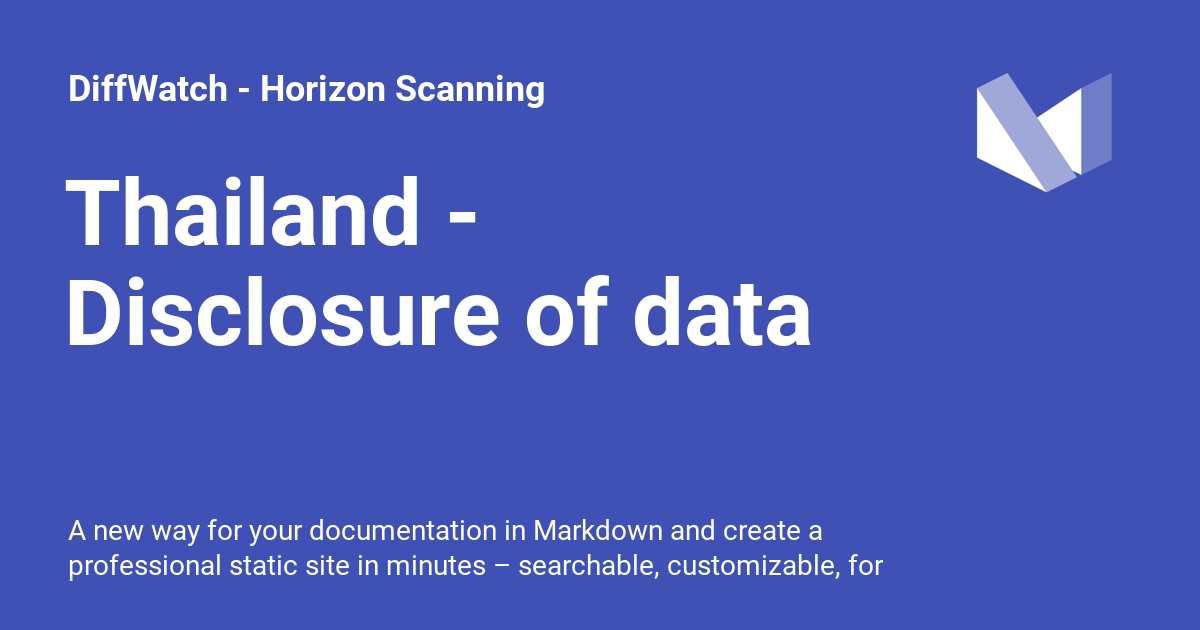 DiffWatch - Horizon Scanning
Thailand -
Disclosure of data
A new way for your documentation in Markdown and create a
professional static site in minutes – searchable, customizable, for